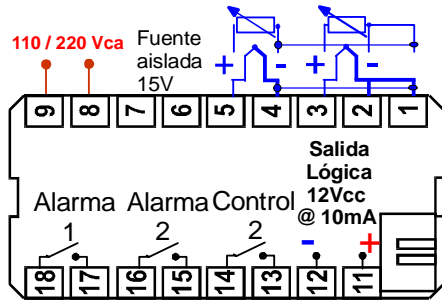 110 / 220 Vca
Fuente
aislada
15V
+ - + -
9 8 7 6 5 4 3 2 1
Salida
Lógica
12Vcc
@ 10mA
Alarma Alarma Control
1 2 2
- +
18 17 16 15 14 13 12 11